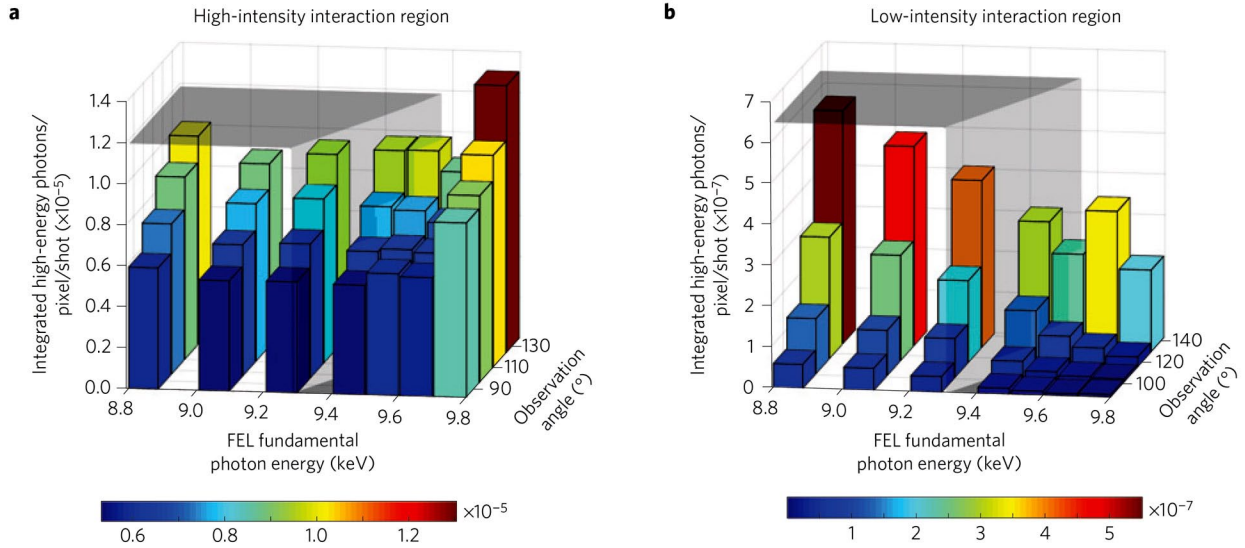 a
High-intensity interaction region
Integrated high-energy photons/
pixel/shot (×10⁻⁵)
1.4
1.2
1.0
0.8
0.6
0.4
0.2
0.0
8.8
9.0
9.2
9.4
9.6
9.8
FEL fundamental
photon energy (keV)
90
110
130
Observation
angle (°)
0.6
0.8
1.0
1.2
×10⁻⁵
b
Low-intensity interaction region
Integrated high-energy photons/
pixel/shot (×10⁻⁷)
7
6
5
4
3
2
1
0
8.8
9.0
9.2
9.4
9.6
9.8
FEL fundamental
photon energy (keV)
100
120
140
Observation
angle (°)
1
2
3
4
5
×10⁻⁷